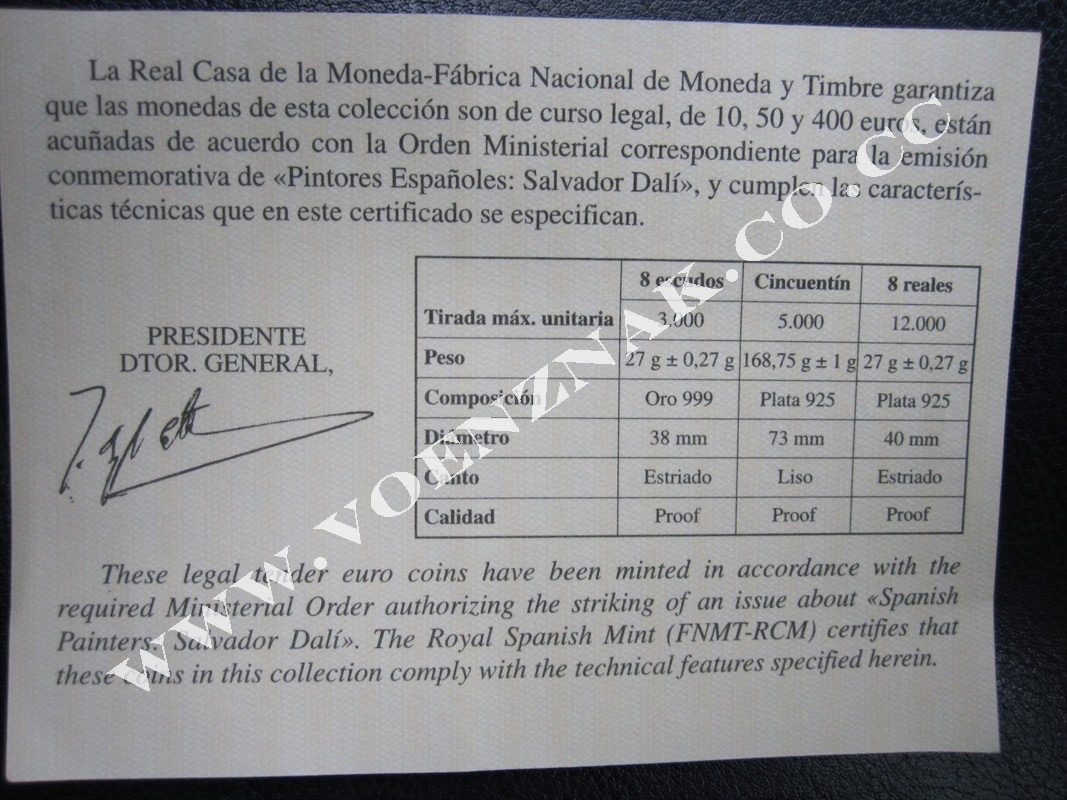 La Real Casa de la Moneda-Fábrica Nacional de Moneda y Timbre garantiza
que las monedas de esta colección son de curso legal, de 10, 50 y 400 euros, están
acuñadas de acuerdo con la Orden Ministerial correspondiente para la emisión
conmemorativa de «Pintores Españoles: Salvador Dalí», y cumplen las caracterís-
ticas técnicas que en este certificado se especifican.
PRESIDENTE
DTOR. GENERAL,
8 escudos Cincuentín 8 reales
Tirada máx. unitaria 3.000 5.000 12.000
Peso 27 g ± 0,27 g 168,75 g ± 1 g 27 g ± 0,27 g
Composición Oro 999 Plata 925 Plata 925
Diámetro 38 mm 73 mm 40 mm
Canto Estriado Liso Estriado
Calidad Proof Proof Proof
These legal tender euro coins have been minted in accordance with the
required Ministerial Order authorizing the striking of an issue about «Spanish
Painters: Salvador Dalí». The Royal Spanish Mint (FNMT-RCM) certifies that
these coins in this collection comply with the technical features specified herein.
WWW.VOENZNAK.CO.CC